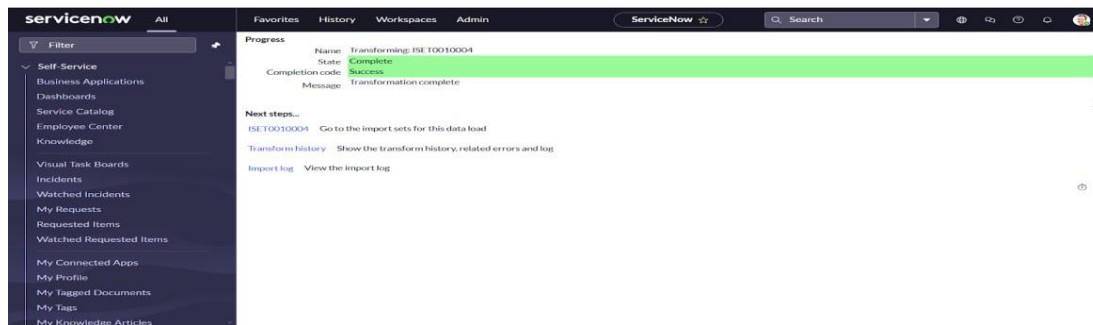 servicenow All Favorites History Workspaces Admin ServiceNow Search
Filter
Self-Service
Business Applications
Dashboards
Service Catalog
Employee Center
Knowledge
Visual Task Boards
Incidents
Watched Incidents
My Requests
Requested Items
Watched Requested Items
My Connected Apps
My Profile
My Tagged Documents
My Tags
My Knowledge Articles
Progress
Name Transforming: ISET0010004
State Complete
Completion code Success
Message Transformation complete
Next steps...
ISET0010004 Go to the import sets for this data load
Transform history Show the transform history, related errors and log
Import log View the import log